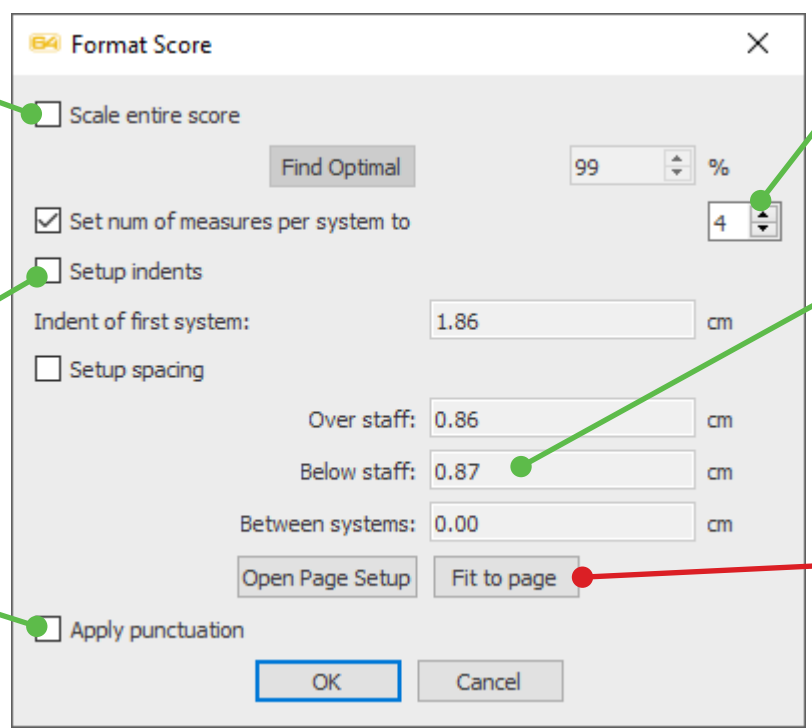 64 Format Score
Scale entire score
Find Optimal 99 %
Set num of measures per system to 4
Setup indents
Indent of first system: 1.86 cm
Setup spacing
Over staff: 0.86 cm
Below staff: 0.87 cm
Between systems: 0.00 cm
Open Page Setup Fit to page
Apply punctuation
OK Cancel